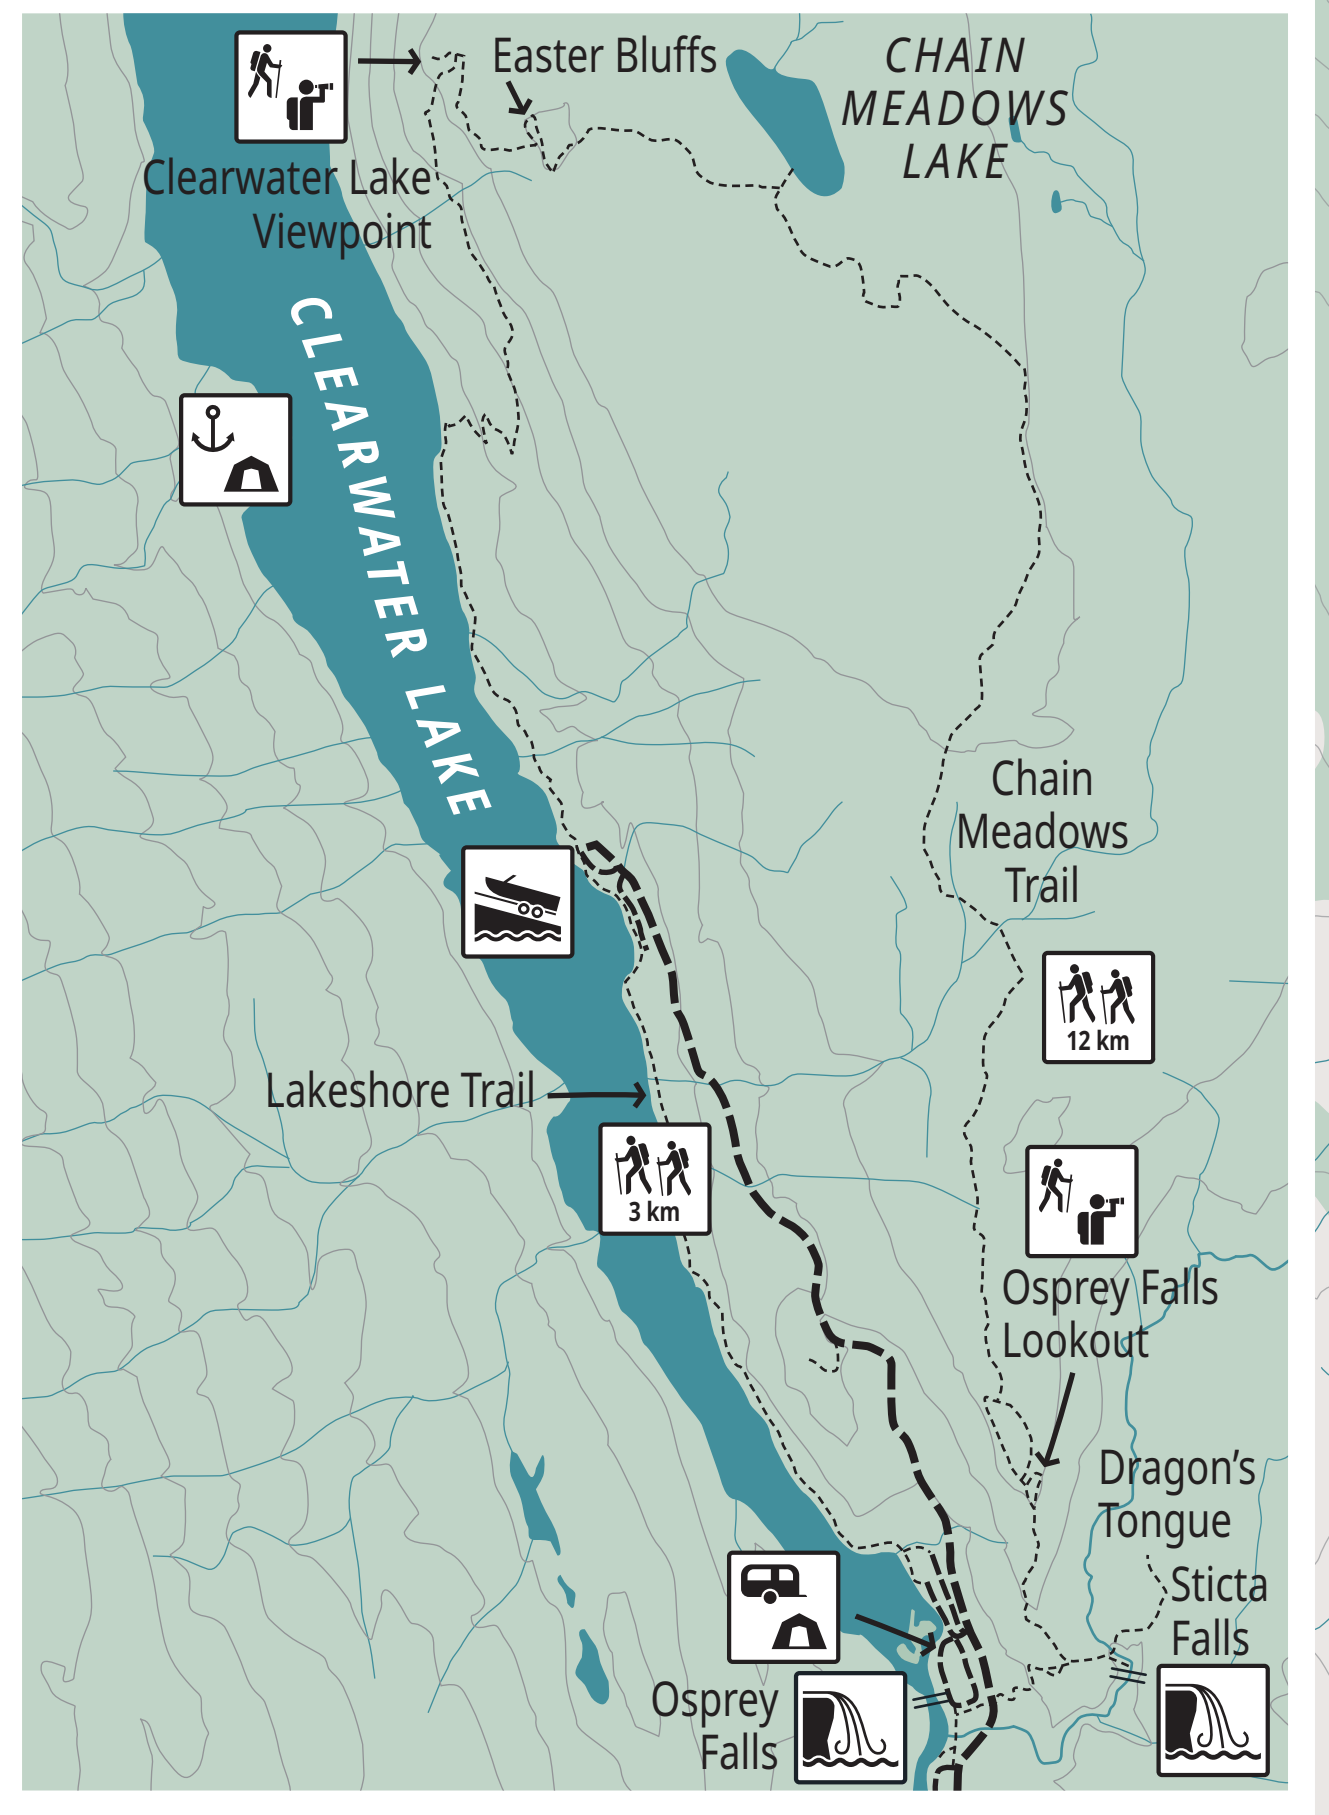 Easter Bluffs
CHAIN
MEADOWS
LAKE
Clearwater Lake
Viewpoint
CLEARWATER LAKE
Chain
Meadows
Trail
12 km
Lakeshore Trail
3 km
Osprey Falls
Lookout
Dragon’s
Tongue
Sticta
Falls
Osprey
Falls